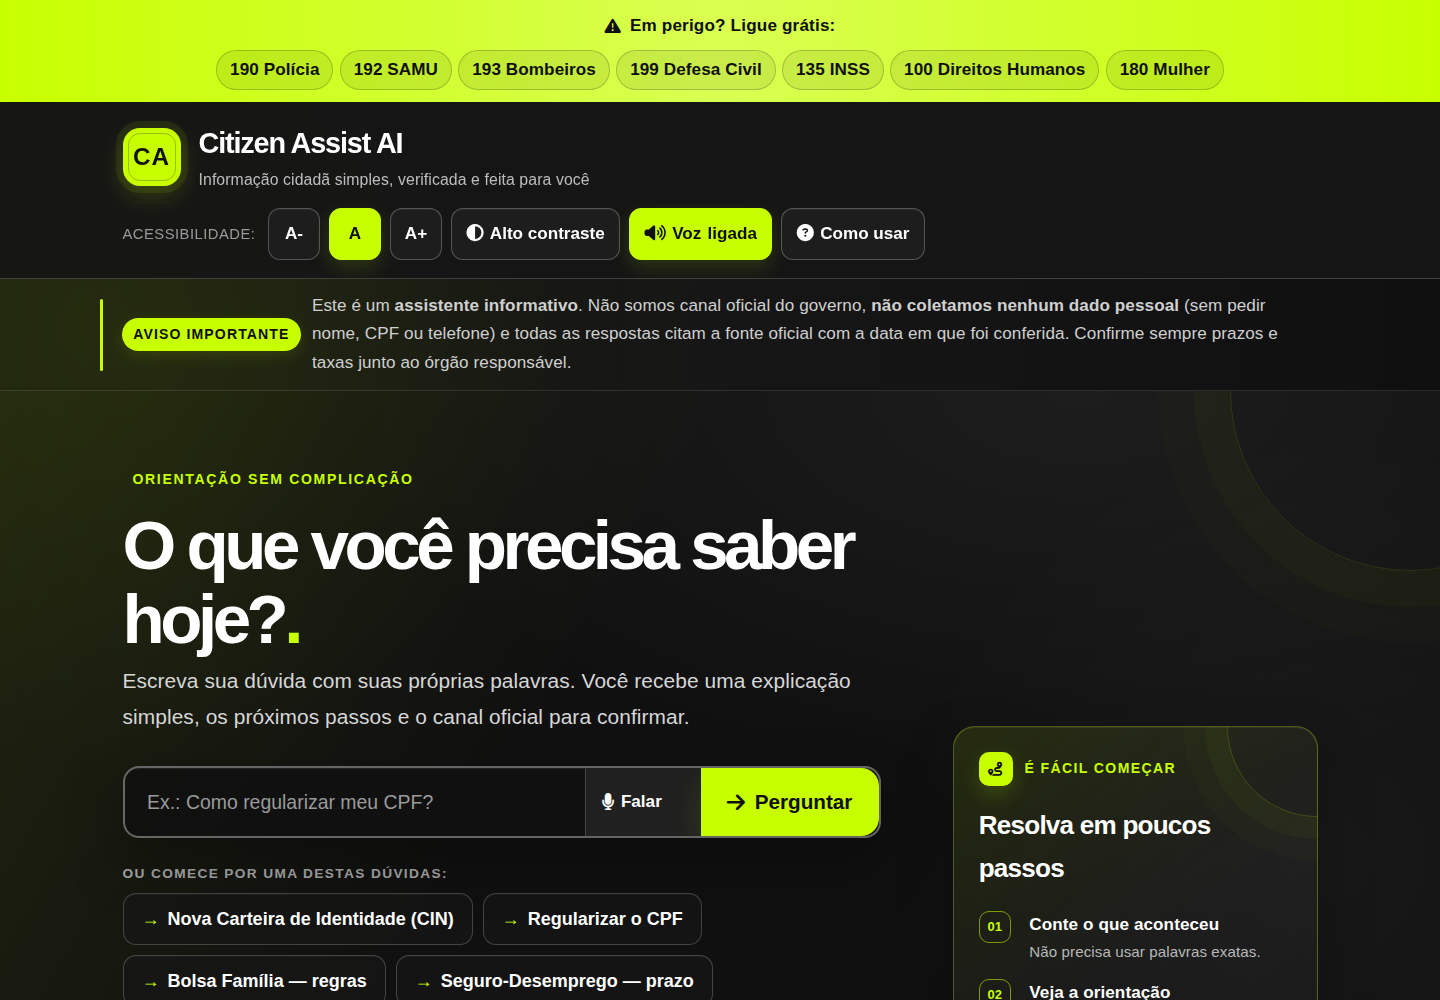 Em perigo? Ligue grátis:
190 Polícia 192 SAMU 193 Bombeiros 199 Defesa Civil 135 INSS 100 Direitos Humanos 180 Mulher
CA
Citizen Assist AI
Informação cidadã simples, verificada e feita para você
ACESSIBILIDADE: A- A A+ Alto contraste Voz ligada Como usar
AVISO IMPORTANTE
Este é um assistente informativo. Não somos canal oficial do governo, não coletamos nenhum dado pessoal (sem pedir
nome, CPF ou telefone) e todas as respostas citam a fonte oficial com a data em que foi conferida. Confirme sempre prazos e
taxas junto ao órgão responsável.
ORIENTAÇÃO SEM COMPLICAÇÃO
O que você precisa saber
hoje?.
Escreva sua dúvida com suas próprias palavras. Você recebe uma explicação
simples, os próximos passos e o canal oficial para confirmar.
Ex.: Como regularizar meu CPF? Falar → Perguntar
OU COMECE POR UMA DESTAS DÚVIDAS:
→ Nova Carteira de Identidade (CIN) → Regularizar o CPF
→ Bolsa Família — regras → Seguro-Desemprego — prazo
É FÁCIL COMEÇAR
Resolva em poucos
passos
01 Conte o que aconteceu
Não precisa usar palavras exatas.
02 Veja a orientação